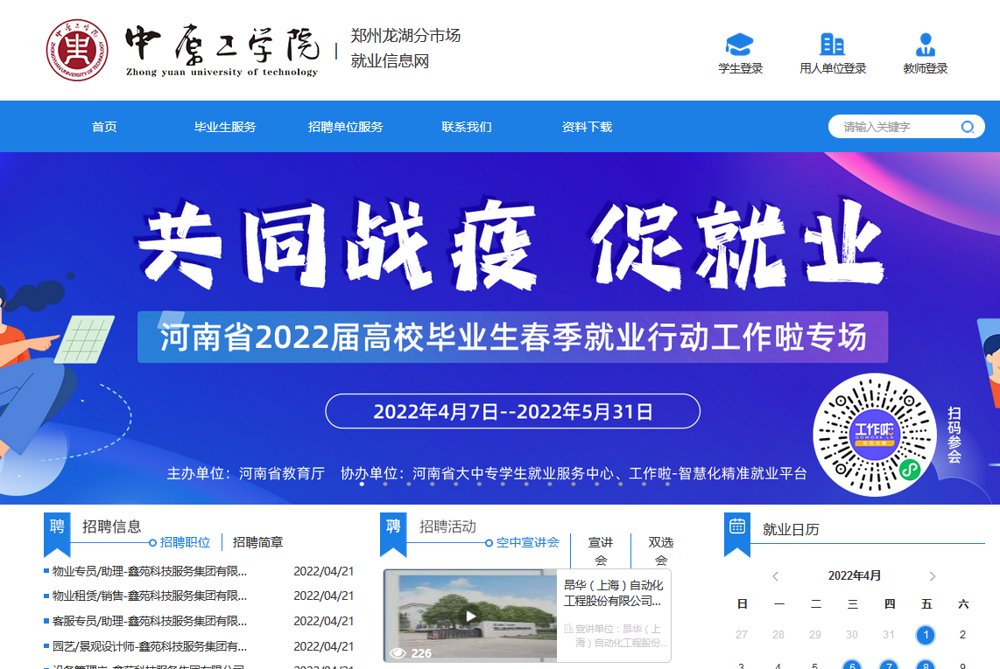 中原工学院
Zhong yuan university of technology
郑州龙湖分市场
就业信息网
学生登录
用人单位登录
教师登录
首页
毕业生服务
招聘单位服务
联系我们
资料下载
请输入关键字
共同战疫 促就业
河南省2022届高校毕业生春季就业行动工作啦专场
2022年4月7日--2022年5月31日
工作啦
扫码参会
主办单位：河南省教育厅 协办单位：河南省大中专学生就业服务中心、工作啦-智慧化精准就业平台
聘 招聘信息
招聘职位
招聘简章
物业专员/助理-鑫苑科技服务集团有限... 2022/04/21
物业租赁/销售-鑫苑科技服务集团有限... 2022/04/21
客服专员/助理-鑫苑科技服务集团有限... 2022/04/21
园艺/景观设计师-鑫苑科技服务集团有... 2022/04/21
聘 招聘活动
空中宣讲会
宣讲会
双选会
226
昂华（上海）自动化
工程股份有限公司...
宣讲单位：昂华（上
海）自动化工程股份...
就业日历
2022年4月
日 一 二 三 四 五 六
27 28 29 30 31 1 2
3 4 5 6 7 8 9